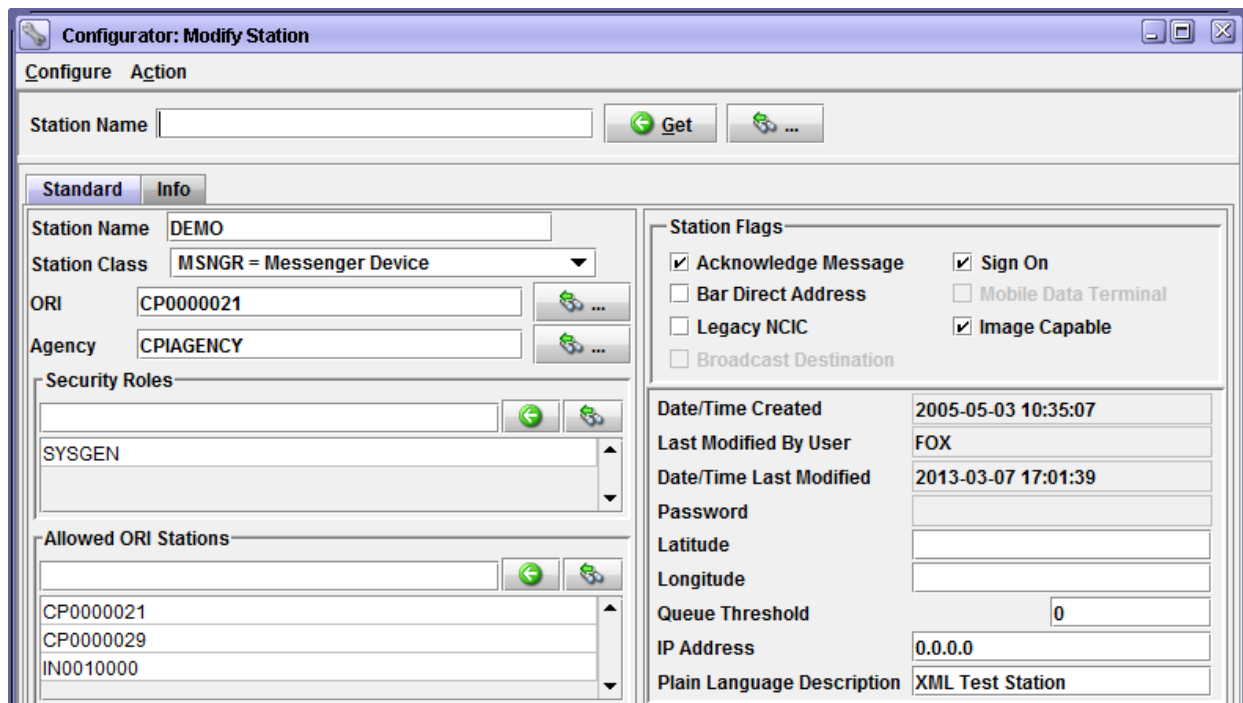 Configurator: Modify Station
Configure Action
Station Name Get ...
Standard Info
Station Name DEMO
Station Class MSNGR = Messenger Device
ORI CP0000021 ...
Agency CPIAGENCY ...
Security Roles
SYSGEN
Allowed ORI Stations
CP0000021
CP0000029
IN0010000
Station Flags
Acknowledge Message Sign On
Bar Direct Address Mobile Data Terminal
Legacy NCIC Image Capable
Broadcast Destination
Date/Time Created 2005-05-03 10:35:07
Last Modified By User FOX
Date/Time Last Modified 2013-03-07 17:01:39
Password
Latitude
Longitude
Queue Threshold 0
IP Address 0.0.0.0
Plain Language Description XML Test Station